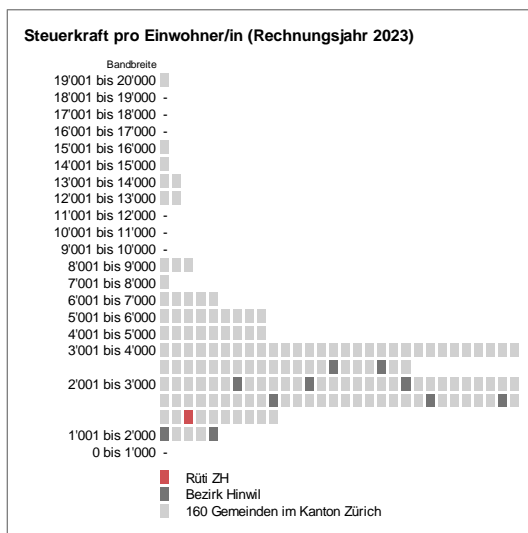 Steuerkraft pro Einwohner/in (Rechnungsjahr 2023)
Bandbreite
19'001 bis 20'000
18'001 bis 19'000 -
17'001 bis 18'000 -
16'001 bis 17'000 -
15'001 bis 16'000
14'001 bis 15'000
13'001 bis 14'000
12'001 bis 13'000
11'001 bis 12'000 -
10'001 bis 11'000 -
9'001 bis 10'000 -
8'001 bis 9'000
7'001 bis 8'000
6'001 bis 7'000
5'001 bis 6'000
4'001 bis 5'000
3'001 bis 4'000
2'001 bis 3'000
1'001 bis 2'000
0 bis 1'000 -
Rüti ZH
Bezirk Hinwil
160 Gemeinden im Kanton Zürich